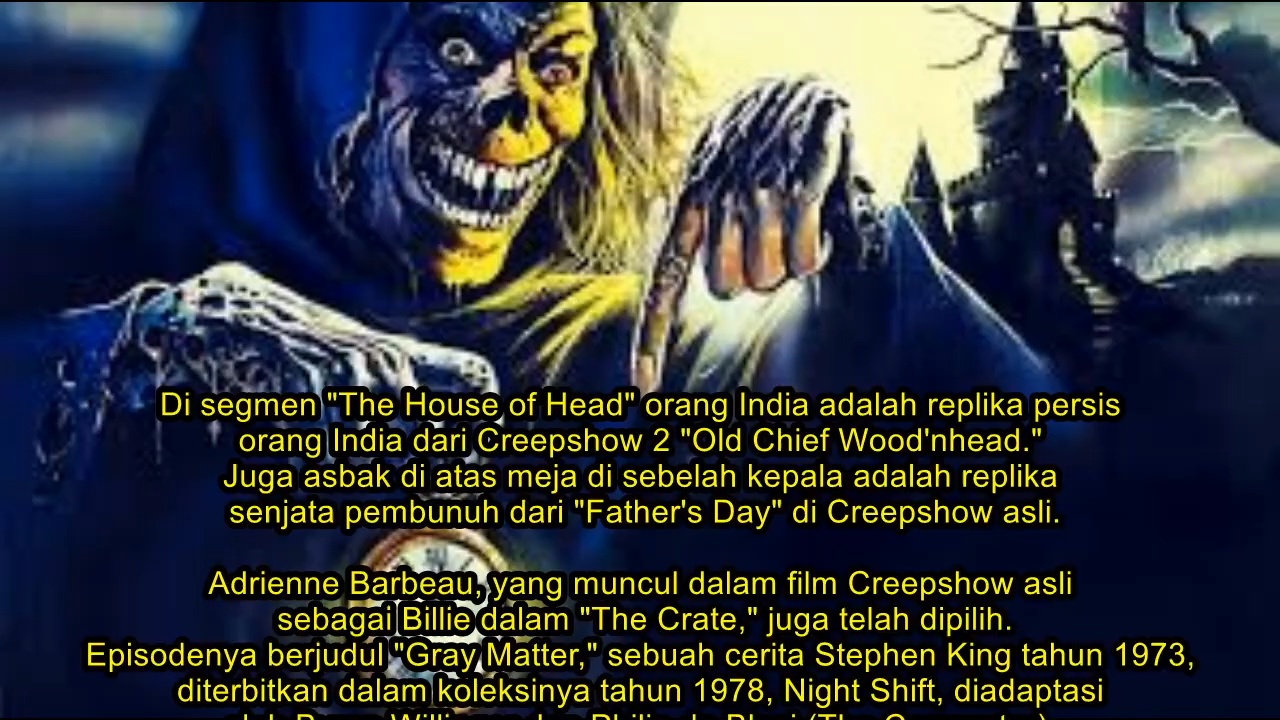 Di segmen "The House of Head" orang India adalah replika persis
orang India dari Creepshow 2 "Old Chief Wood'nhead."
Juga asbak di atas meja di sebelah kepala adalah replika
senjata pembunuh dari "Father's Day" di Creepshow asli.
Adrienne Barbeau, yang muncul dalam film Creepshow asli
sebagai Billie dalam "The Crate," juga telah dipilih.
Episodenya berjudul "Gray Matter," sebuah cerita Stephen King tahun 1973,
diterbitkan dalam koleksinya tahun 1978, Night Shift, diadaptasi